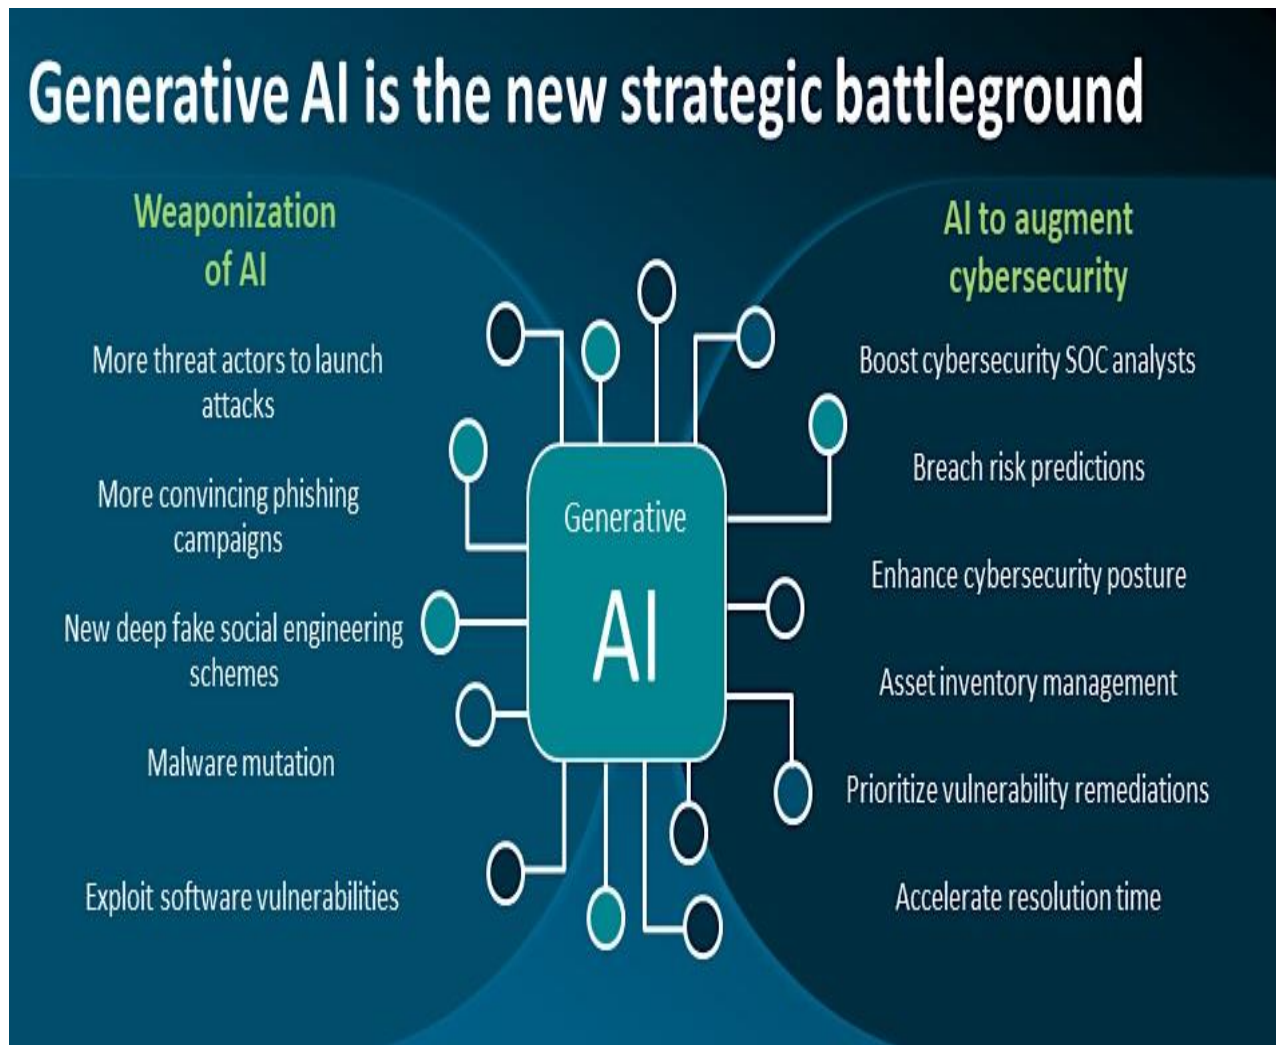 Generative AI is the new strategic battleground
Weaponization
of AI
More threat actors to launch
attacks
More convincing phishing
campaigns
New deep fake social engineering
schemes
Malware mutation
Exploit software vulnerabilities
Generative
AI
AI to augment
cybersecurity
Boost cybersecurity SOC analysts
Breach risk predictions
Enhance cybersecurity posture
Asset inventory management
Prioritize vulnerability remediations
Accelerate resolution time